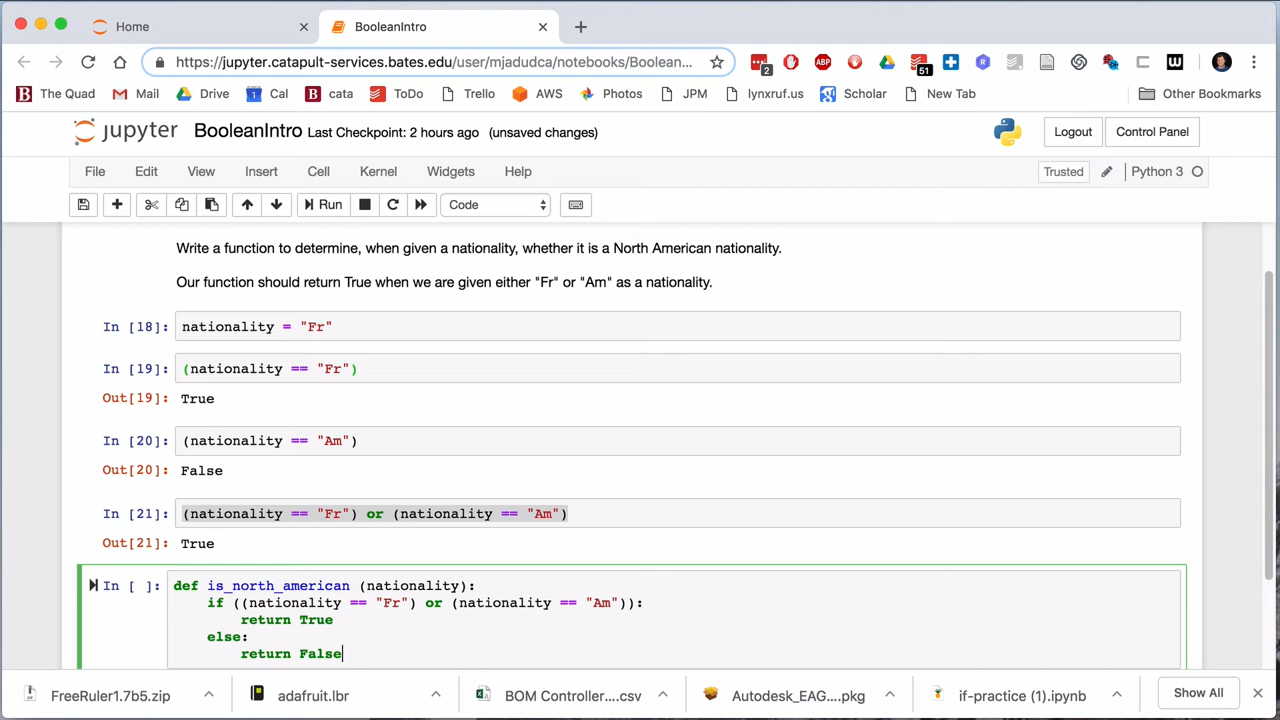 Home
BooleanIntro
https://jupyter.catapult-services.bates.edu/user/mjadudca/notebooks/Boolean...
2
ABP
51
The Quad
Mail
Drive
Cal
cata
ToDo
Trello
AWS
Photos
JPM
lynxruf.us
Scholar
New Tab
Other Bookmarks
jupyter BooleanIntro Last Checkpoint: 2 hours ago (unsaved changes)
Logout
Control Panel
File Edit View Insert Cell Kernel Widgets Help
Trusted
Python 3
Run
Code
Write a function to determine, when given a nationality, whether it is a North American nationality.
Our function should return True when we are given either "Fr" or "Am" as a nationality.
In [18]: nationality = "Fr"
In [19]: (nationality == "Fr")
Out[19]: True
In [20]: (nationality == "Am")
Out[20]: False
In [21]: (nationality == "Fr") or (nationality == "Am")
Out[21]: True
In [ ]: def is_north_american (nationality):
if ((nationality == "Fr") or (nationality == "Am")):
return True
else:
return False
FreeRuler1.7b5.zip
adafruit.lbr
BOM Controller....csv
Autodesk_EAG....pkg
if-practice (1).ipynb
Show All